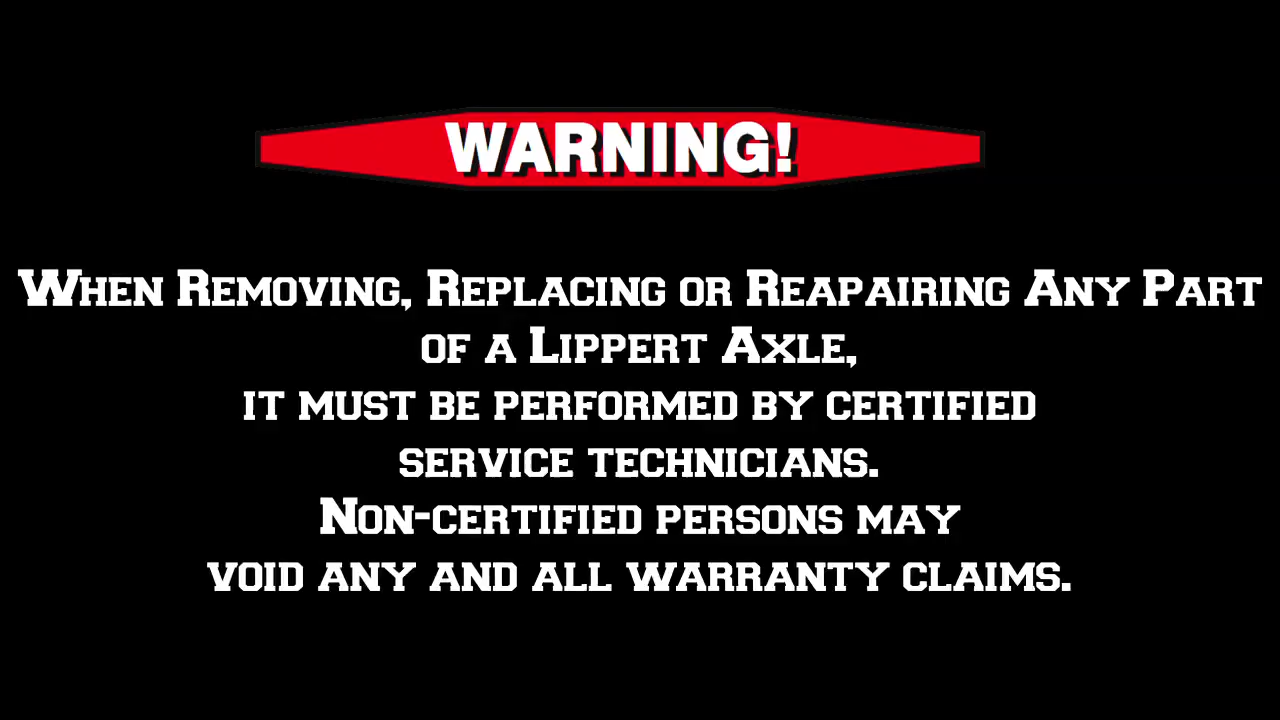 WARNING!
When Removing, Replacing or Reapairing Any Part
of a Lippert Axle,
it must be performed by certified
service technicians.
Non-certified persons may
void any and all warranty claims.